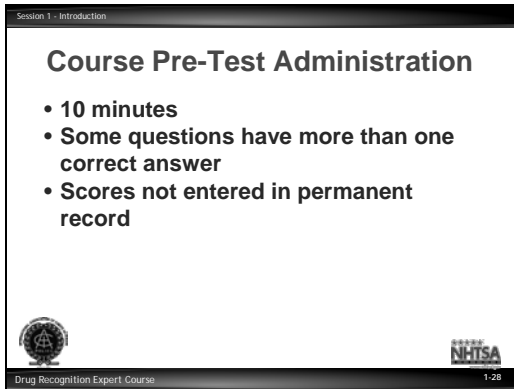 Session 1 - Introduction
Course Pre-Test Administration
• 10 minutes
• Some questions have more than one
correct answer
• Scores not entered in permanent
record
NHTSA
Drug Recognition Expert Course
1-28